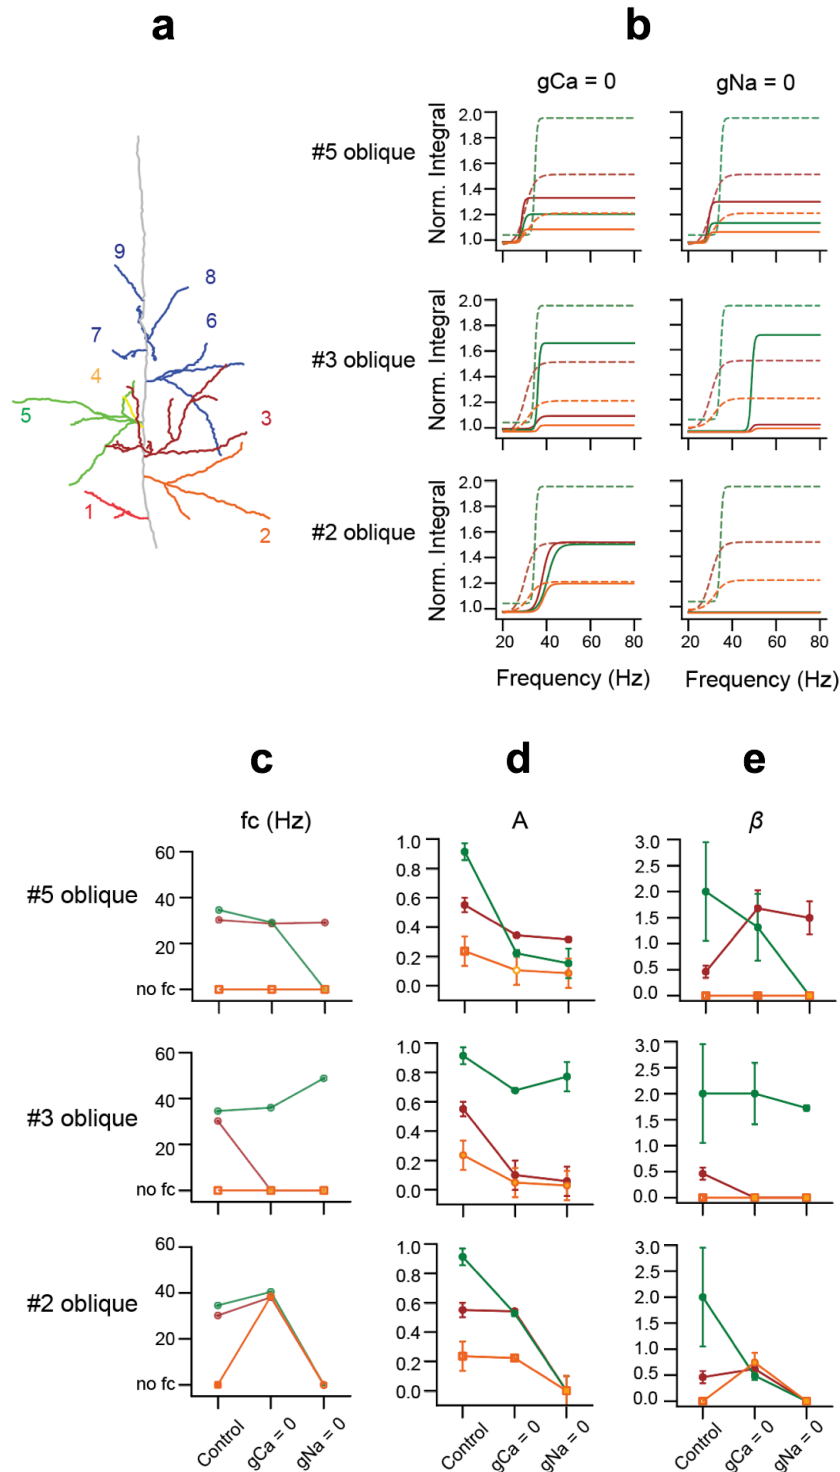 a
b
gCa = 0
gNa = 0
#5 oblique
Norm. Integral
2.0
1.8
1.6
1.4
1.2
1.0
9
8
7
6
4
5
3
1
2
#3 oblique
Norm. Integral
2.0
1.8
1.6
1.4
1.2
1.0
#2 oblique
Norm. Integral
2.0
1.8
1.6
1.4
1.2
1.0
20 40 60 80
20 40 60 80
Frequency (Hz)
Frequency (Hz)
c
d
e
fc (Hz)
A
β
#5 oblique
60
40
20
no fc
1.0
0.8
0.6
0.4
0.2
0.0
3.0
2.5
2.0
1.5
1.0
0.5
0.0
#3 oblique
60
40
20
no fc
1.0
0.8
0.6
0.4
0.2
0.0
3.0
2.5
2.0
1.5
1.0
0.5
0.0
#2 oblique
60
40
20
no fc
1.0
0.8
0.6
0.4
0.2
0.0
3.0
2.5
2.0
1.5
1.0
0.5
0.0
Control
gCa = 0
gNa = 0
Control
gCa = 0
gNa = 0
Control
gCa = 0
gNa = 0